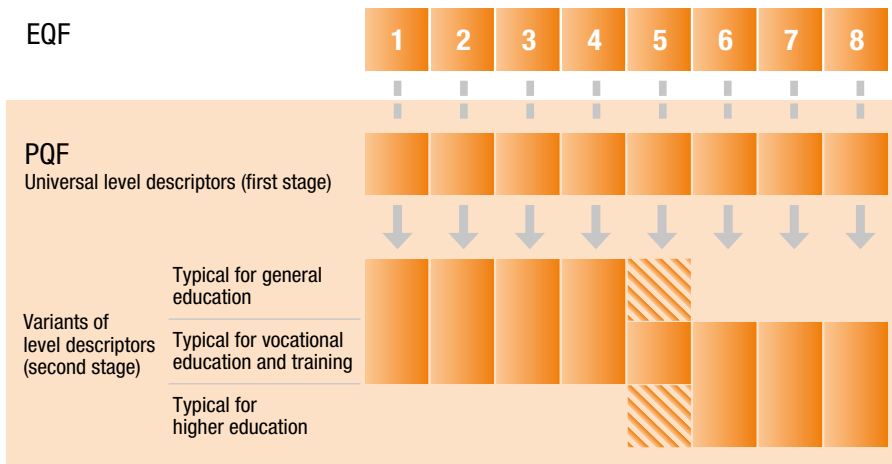 EQF
1 2 3 4 5 6 7 8
PQF
Universal level descriptors (first stage)
Variants of
level descriptors
(second stage)
Typical for general
education
Typical for vocational
education and training
Typical for
higher education